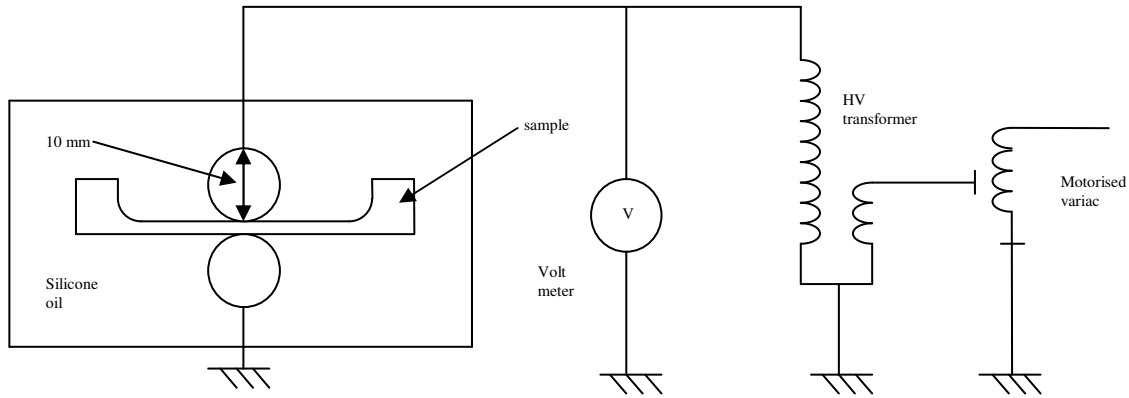 10 mm
sample
HV
transformer
Motorised
variac
V
Volt
meter
Silicone
oil